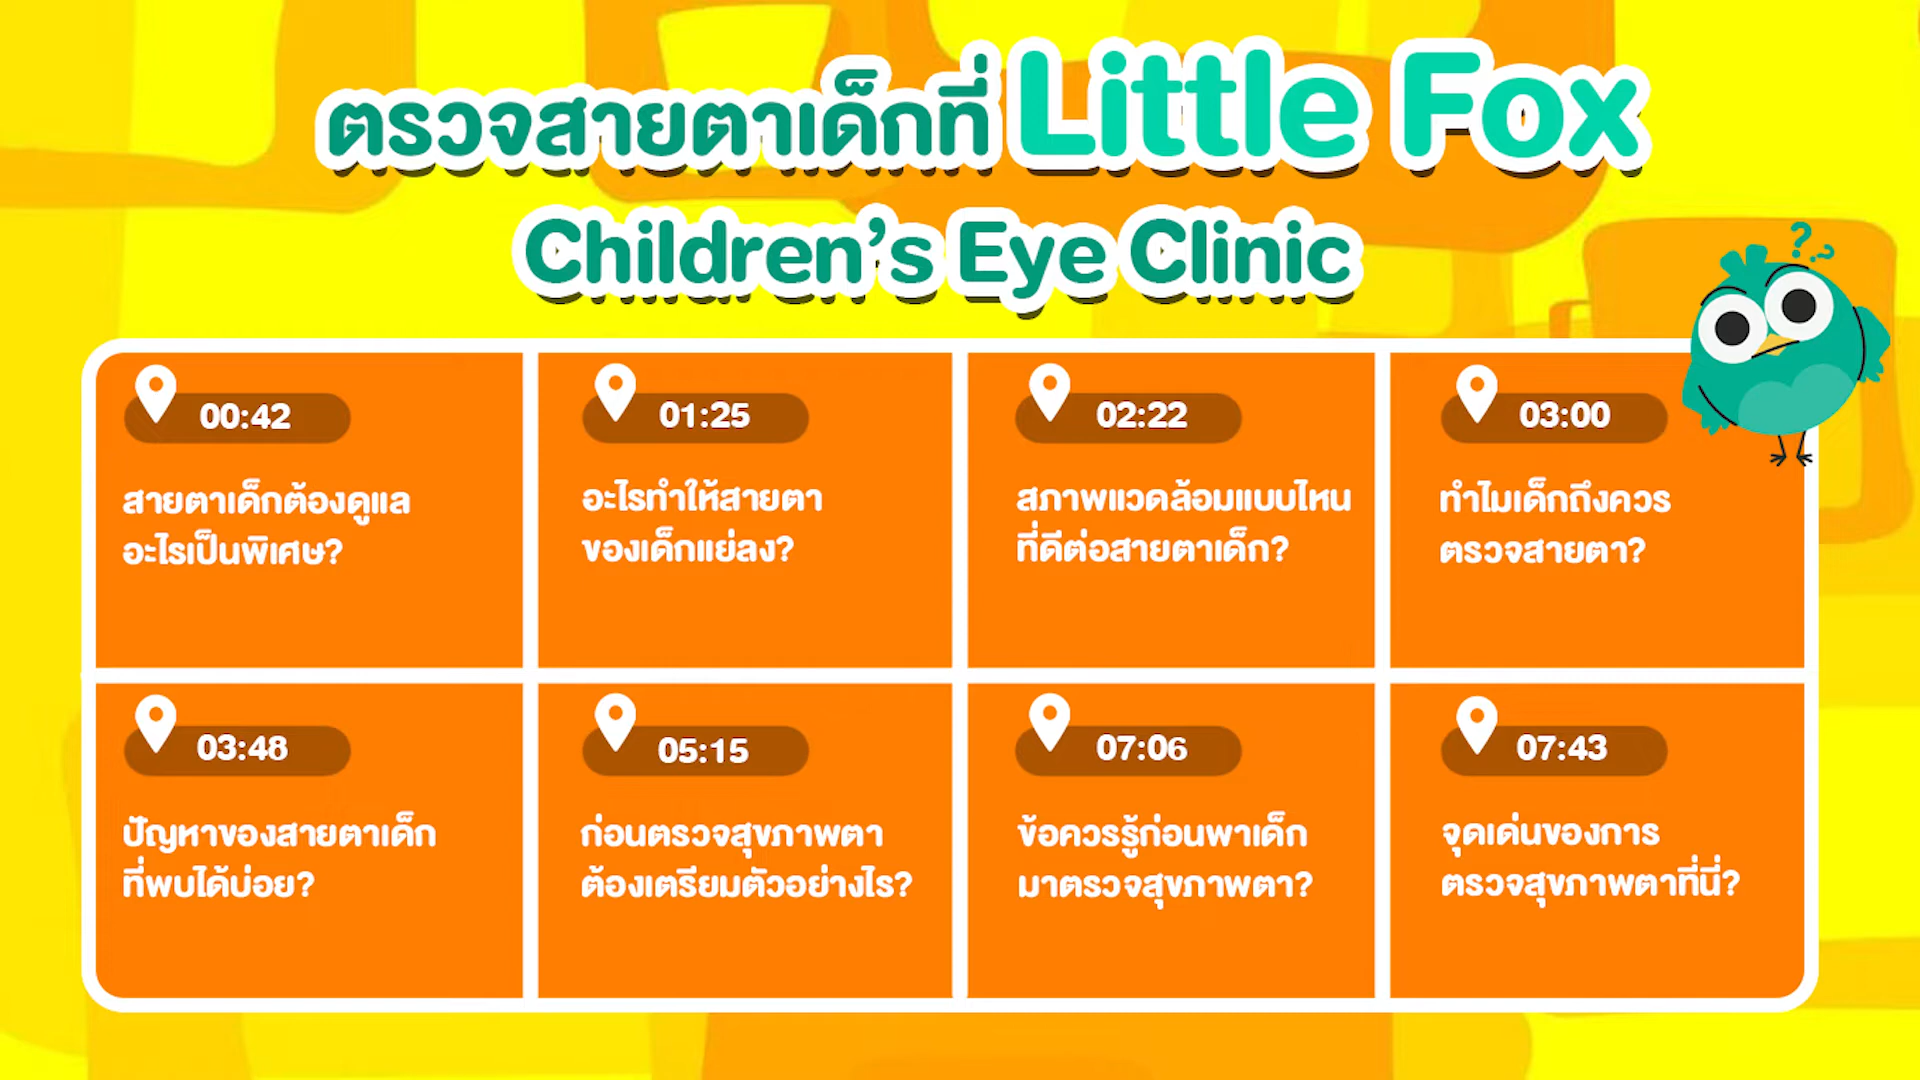 ตรวจสายตาเด็กที่ Little Fox
Children's Eye Clinic
??
00:42
สายตาเด็กต้องดูแล
อะไรเป็นพิเศษ?
01:25
อะไรทำให้สายตา
ของเด็กแย่ลง?
02:22
สภาพแวดล้อมแบบไหน
ที่ดีต่อสายตาเด็ก?
03:00
ทำไมเด็กถึงควร
ตรวจสายตา?
03:48
ปัญหาของสายตาเด็ก
ที่พบได้บ่อย?
05:15
ก่อนตรวจสุขภาพตา
ต้องเตรียมตัวอย่างไร?
07:06
ข้อควรรู้ก่อนพาเด็ก
มาตรวจสุขภาพตา?
07:43
จุดเด่นของการ
ตรวจสุขภาพตาที่นี่?